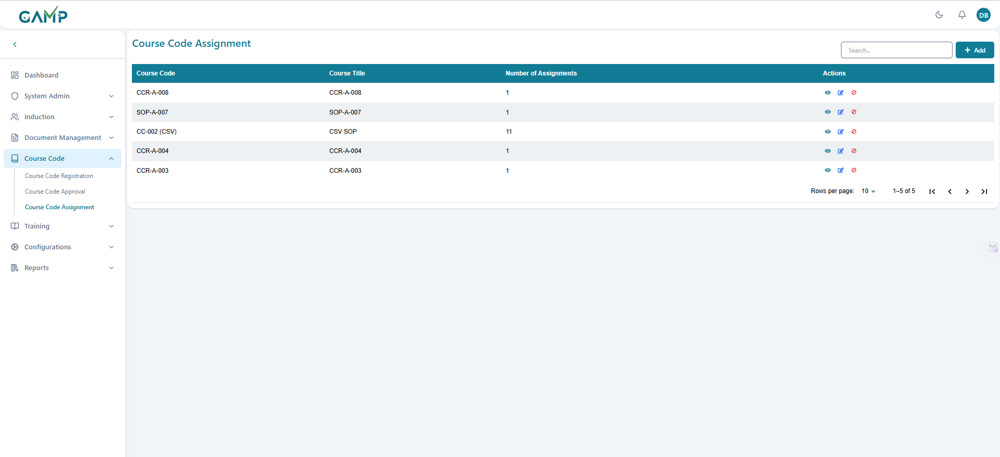 GAMP
DB
Course Code Assignment
Search...
Add
Dashboard
System Admin
Induction
Document Management
Course Code
Course Code Registration
Course Code Approval
Course Code Assignment
Training
Configurations
Reports
Course Code Course Title Number of Assignments Actions
CCR-A-008 CCR-A-008 1
SOP-A-007 SOP-A-007 1
CC-002 (CSV) CSV SOP 11
CCR-A-004 CCR-A-004 1
CCR-A-003 CCR-A-003 1
Rows per page: 10 1–5 of 5